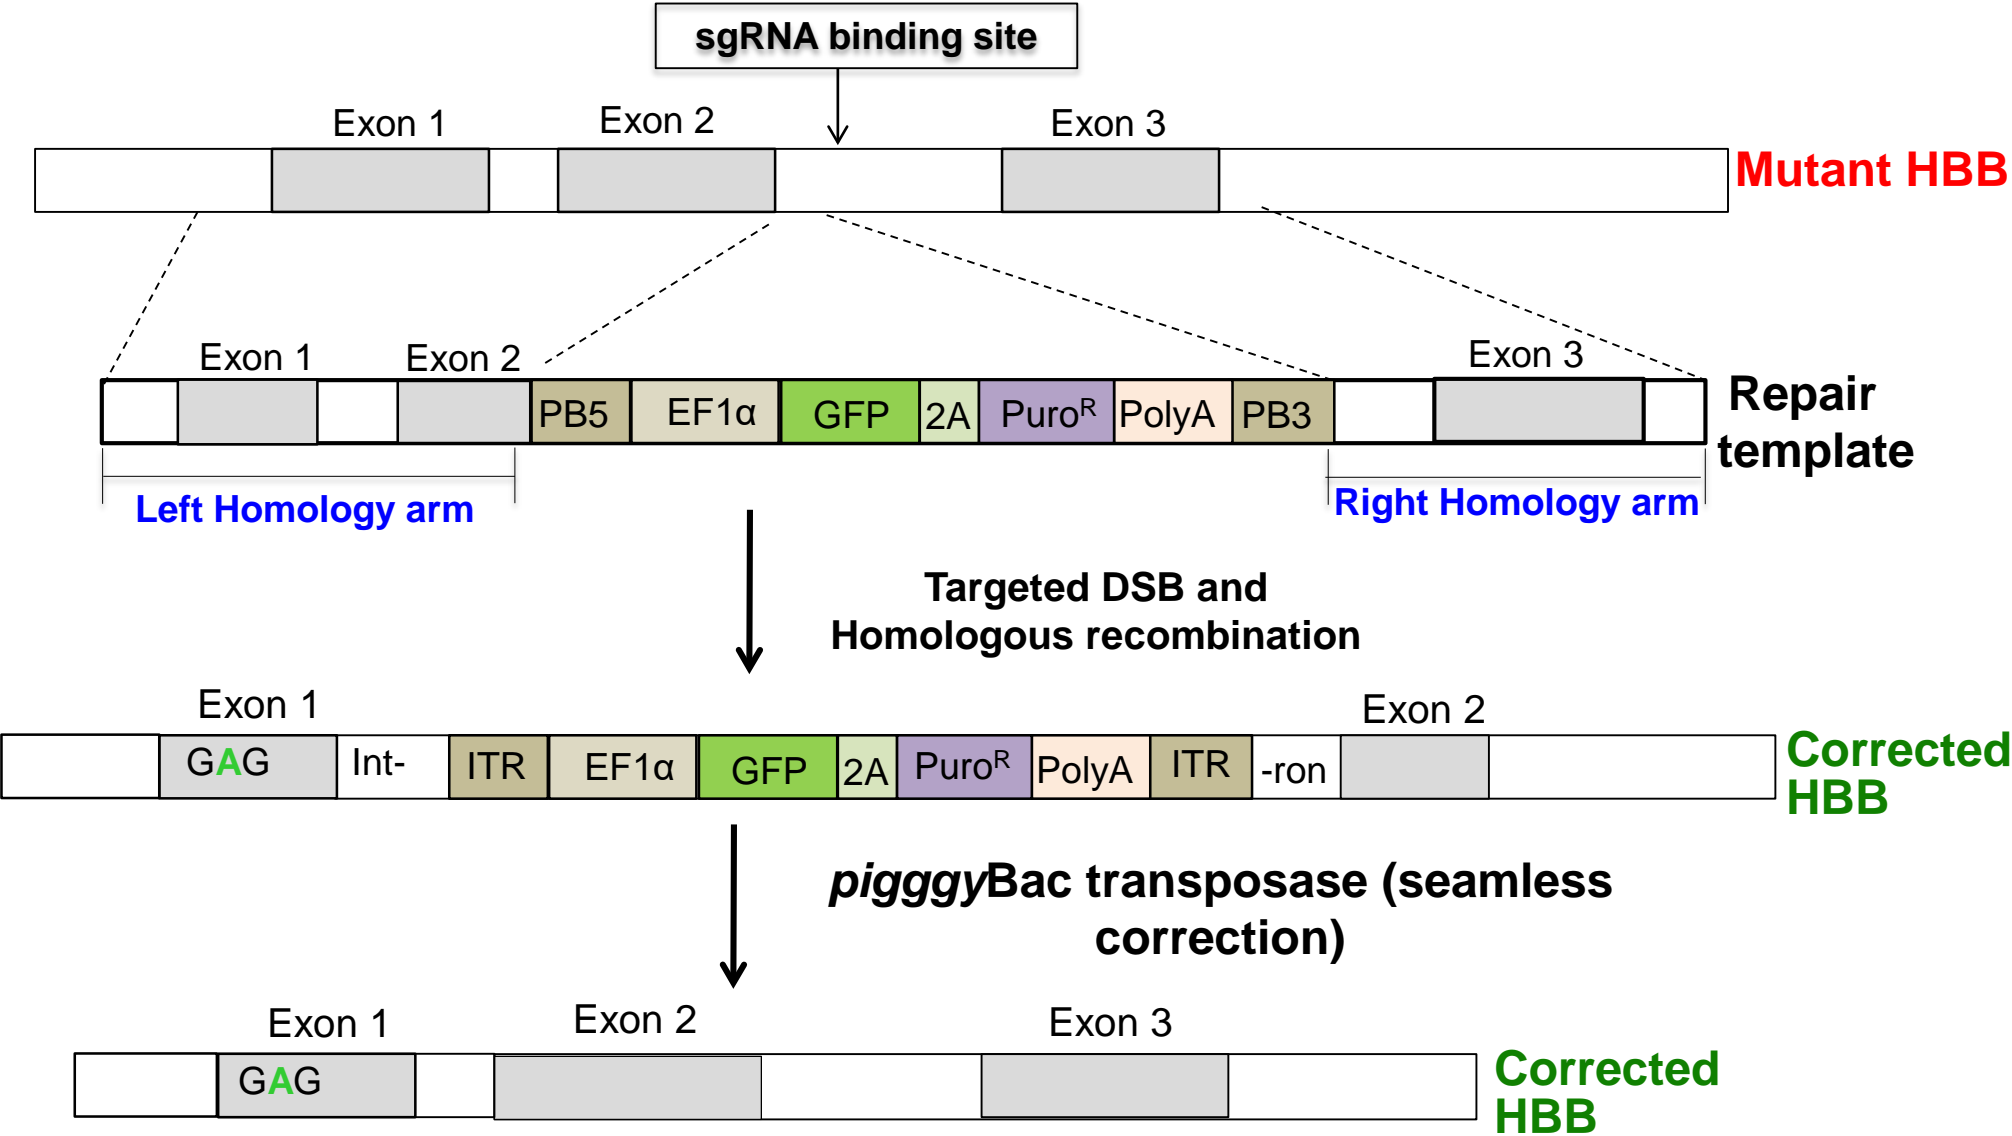 sgRNA binding site
Exon 1 Exon 2 Exon 3
Mutant HBB
Exon 1 Exon 2 Exon 3
PB5 EF1α GFP 2A Puroᴿ PolyA PB3
Repair
template
Left Homology arm
Right Homology arm
Targeted DSB and
Homologous recombination
Exon 1 Exon 2
GAG Int- ITR EF1α GFP 2A Puroᴿ PolyA ITR -ron
Corrected
HBB
pigggyBac transposase (seamless
correction)
Exon 1 Exon 2 Exon 3
GAG
Corrected
HBB